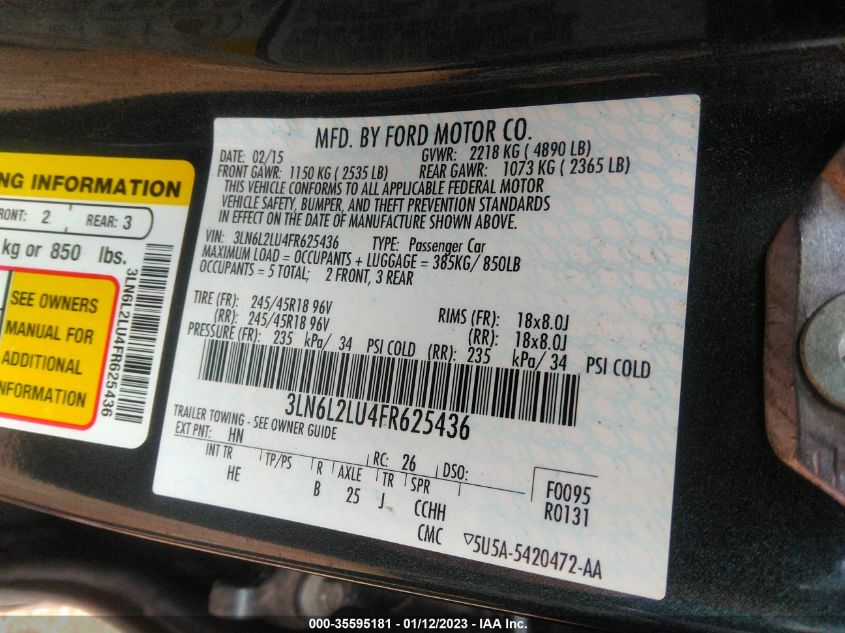 NG INFORMATION
RONT: 2 REAR: 3
kg or 850 lbs.
SEE OWNERS
MANUAL FOR
ADDITIONAL
INFORMATION
3LN6L2LU4FR625436
MFD. BY FORD MOTOR CO.
DATE: 02/15 GVWR: 2218 KG ( 4890 LB)
FRONT GAWR: 1150 KG ( 2535 LB) REAR GAWR: 1073 KG ( 2365 LB)
THIS VEHICLE CONFORMS TO ALL APPLICABLE FEDERAL MOTOR
VEHICLE SAFETY, BUMPER, AND THEFT PREVENTION STANDARDS
IN EFFECT ON THE DATE OF MANUFACTURE SHOWN ABOVE.
VIN: 3LN6L2LU4FR625436 TYPE: Passenger Car
MAXIMUM LOAD = OCCUPANTS + LUGGAGE = 385KG/ 850LB
OCCUPANTS = 5 TOTAL; 2 FRONT, 3 REAR
TIRE (FR): 245/45R18 96V RIMS (FR): 18x8.0J
(RR): 245/45R18 96V (RR): 18x8.0J
PRESSURE (FR): 235 kPa/ 34 PSI COLD (RR): 235 kPa/ 34 PSI COLD
3LN6L2LU4FR625436
TRAILER TOWING - SEE OWNER GUIDE
EXT PNT: HN RC: 26 DSO:
INT TR TP/PS R AXLE TR SPR
HE B 25 J CCHH
CMC
F0095
R0131
▽5U5A-5420472-AA
000-35595181 - 01/12/2023 - IAA Inc.